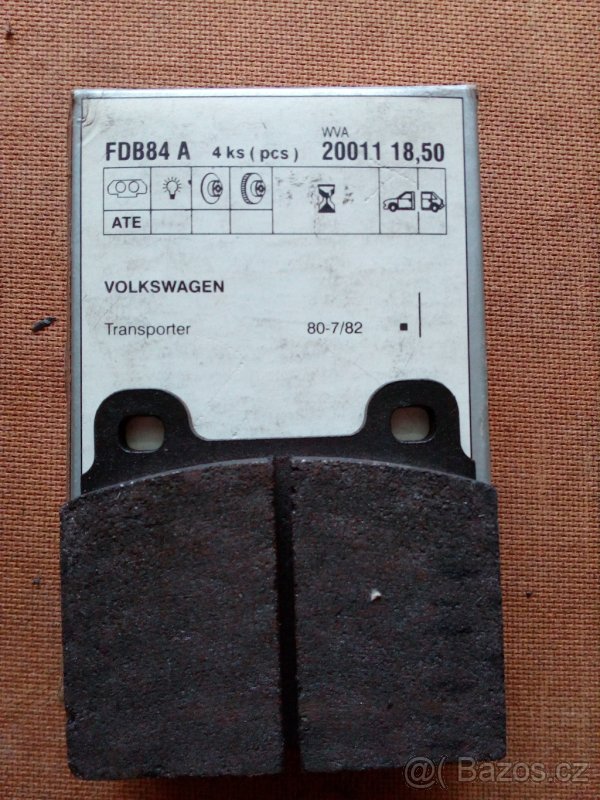 WVA
FDB84 A 4 ks ( pcs ) 20011 18,50
ATE
VOLKSWAGEN
Transporter 80-7/82
@( Bazos.cz